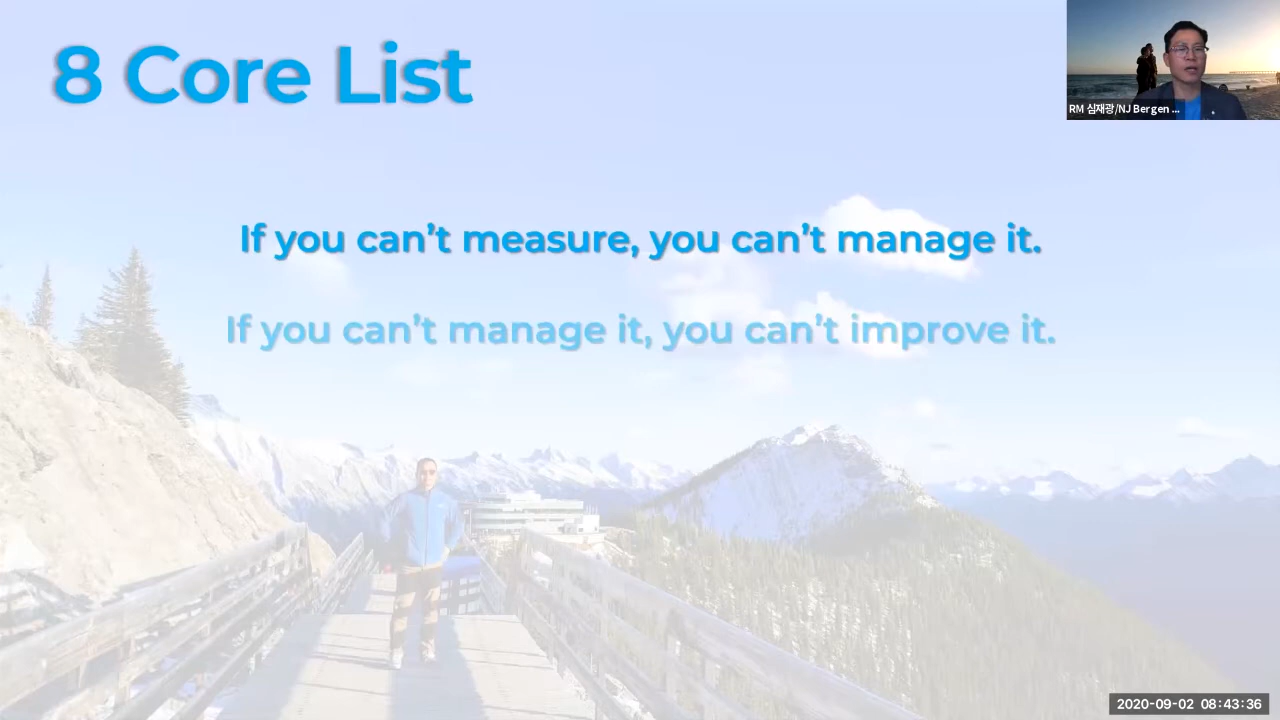 8 Core List
RM 심재광/NJ Bergen ...
If you can’t measure, you can’t manage it.
If you can’t manage it, you can’t improve it.
2020-09-02 08:43:36